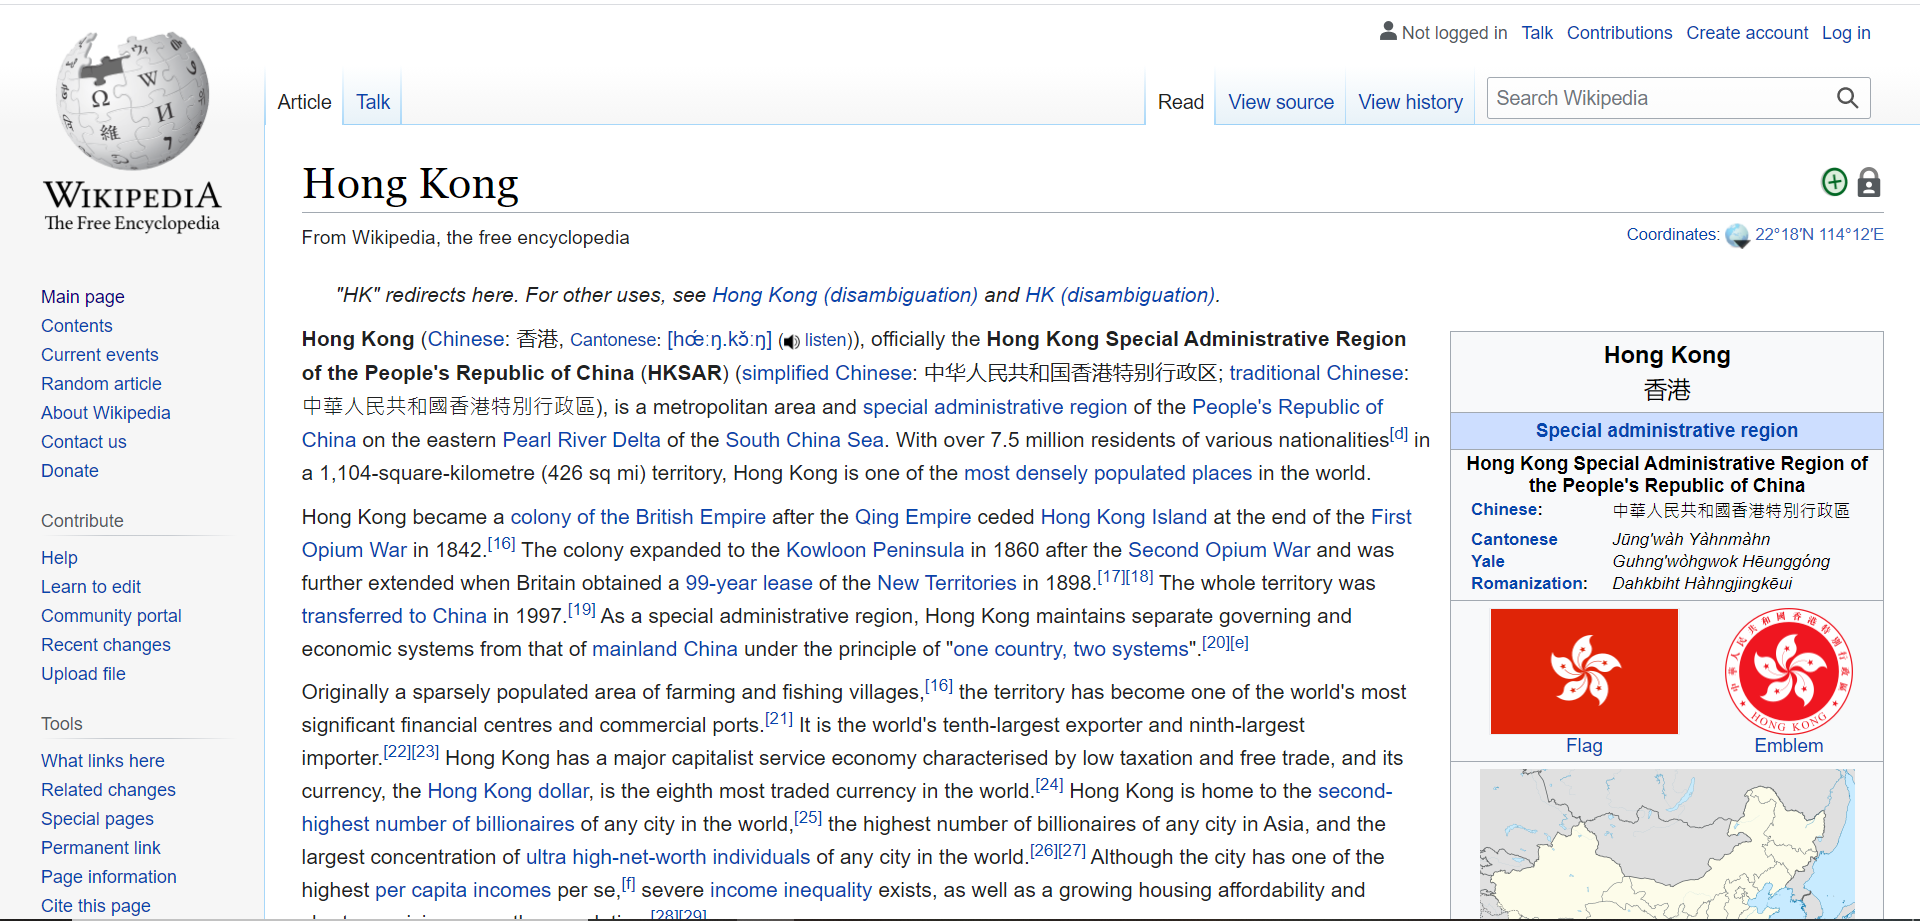 Not logged in Talk Contributions Create account Log in
Article Talk Read View source View history Search Wikipedia
WIKIPEDIA
The Free Encyclopedia
Main page
Contents
Current events
Random article
About Wikipedia
Contact us
Donate
Contribute
Help
Learn to edit
Community portal
Recent changes
Upload file
Tools
What links here
Related changes
Special pages
Permanent link
Page information
Cite this page
Hong Kong
From Wikipedia, the free encyclopedia
Coordinates: 22°18′N 114°12′E
"HK" redirects here. For other uses, see Hong Kong (disambiguation) and HK (disambiguation).
Hong Kong (Chinese: 香港, Cantonese: [hœ́ːŋ.kɔ̌ːŋ] (listen)), officially the Hong Kong Special Administrative Region
of the People's Republic of China (HKSAR) (simplified Chinese: 中华人民共和国香港特别行政区; traditional Chinese:
中華人民共和國香港特別行政區), is a metropolitan area and special administrative region of the People's Republic of
China on the eastern Pearl River Delta of the South China Sea. With over 7.5 million residents of various nationalities[d] in
a 1,104-square-kilometre (426 sq mi) territory, Hong Kong is one of the most densely populated places in the world.
Hong Kong became a colony of the British Empire after the Qing Empire ceded Hong Kong Island at the end of the First
Opium War in 1842.[16] The colony expanded to the Kowloon Peninsula in 1860 after the Second Opium War and was
further extended when Britain obtained a 99-year lease of the New Territories in 1898.[17][18] The whole territory was
transferred to China in 1997.[19] As a special administrative region, Hong Kong maintains separate governing and
economic systems from that of mainland China under the principle of "one country, two systems".[20][e]
Originally a sparsely populated area of farming and fishing villages,[16] the territory has become one of the world's most
significant financial centres and commercial ports.[21] It is the world's tenth-largest exporter and ninth-largest
importer.[22][23] Hong Kong has a major capitalist service economy characterised by low taxation and free trade, and its
currency, the Hong Kong dollar, is the eighth most traded currency in the world.[24] Hong Kong is home to the second-
highest number of billionaires of any city in the world,[25] the highest number of billionaires of any city in Asia, and the
largest concentration of ultra high-net-worth individuals of any city in the world.[26][27] Although the city has one of the
highest per capita incomes per se,[f] severe income inequality exists, as well as a growing housing affordability and
[28][29]
Hong Kong
香港
Special administrative region
Hong Kong Special Administrative Region of
the People's Republic of China
Chinese: 中華人民共和國香港特別行政區
Cantonese Jūng'wàh Yàhnmàhn
Yale Guhng'wòhgwok Hēunggóng
Romanization: Dahkbiht Hàhngjingkēui
中華人民共和國香港特別行政區
HONG KONG
Flag Emblem